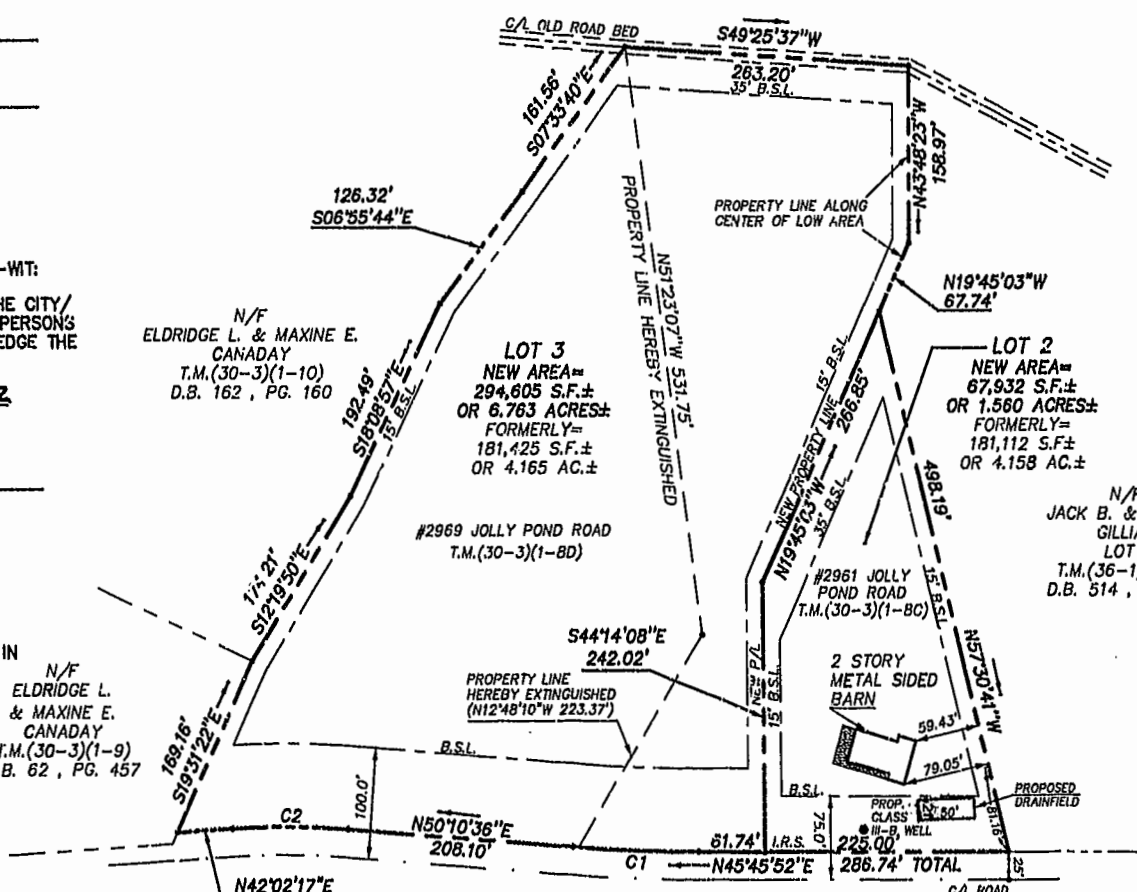 C/L OLD ROAD BED
S49°25'37"W
263.20'
35' B.S.L.
161.56'
S07°33'40"E
N43°48'23"W
158.97'
126.32'
S06°55'44"E
PROPERTY LINE ALONG
CENTER OF LOW AREA
-WIT:
HE CITY/
PERSONS
EDGE THE
N/F
ELDRIDGE L. & MAXINE E.
CANADAY
T.M.(30-3)(1-10)
D.B. 162 , PG. 160
192.49'
S18°08'57"E
15' B.S.L.
LOT 3
NEW AREA=
294,605 S.F.±
OR 6.763 ACRES±
FORMERLY=
181,425 S.F.±
OR 4.165 AC.±
N51°23'07"W 531.75'
PROPERTY LINE HEREBY EXTINGUISHED
N19°45'03"W
67.74'
LOT 2
NEW AREA=
67,932 S.F.±
OR 1.560 ACRES±
FORMERLY=
181,112 S.F±
OR 4.158 AC.±
15' B.S.L.
NEW PROPERTY LINE
266.85'
N19°45'03"W
35' B.S.L.
498.19'
N57°30'41"W
15' B.S.L.
#2969 JOLLY POND ROAD
T.M.(30-3)(1-8D)
#2961 JOLLY
POND ROAD
T.M.(30-3)(1-8C)
JACK B. &
LOT
T.M.(36-1
D.B. 514 ,
S12°19'50"E
S44°14'08"E
242.02'
NEW P/L
15' B.S.L.
IN
N/F
ELDRIDGE L.
& MAXINE E.
CANADAY
T.M.(30-3)(1-9)
B. 62 , PG. 457
169.16'
S19°31'22"E
PROPERTY LINE
HEREBY EXTINGUISHED
(N12°48'10"W 223.37')
2 STORY
METAL SIDED
BARN
59.43'
79.05'
B.S.L.
B.S.L.
100.0'
75.0'
PROP.
CLASS
III-B, WELL
PROPOSED
DRAINFIELD
81.16'
C2
N50°10'36"E
208.10'
C1
61.74'
I.R.S.
225.00'
N45°45'52"E 286.74' TOTAL
25'
N42°02'17"E
C/L ROAD